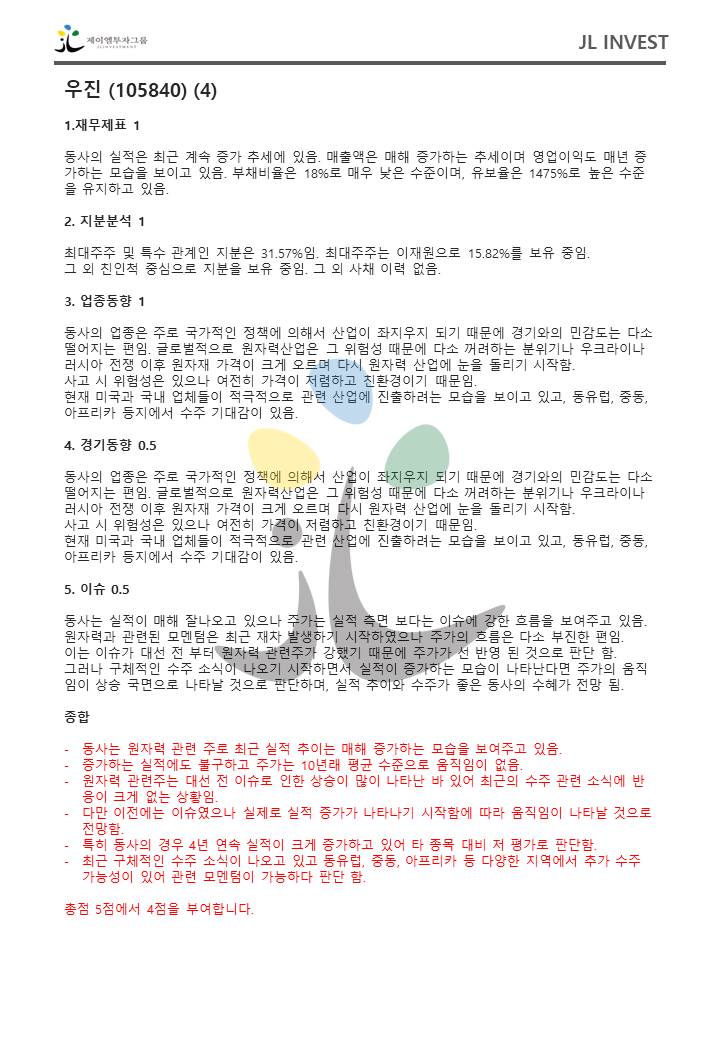 제이엘투자그룹
JLINVESTMENT
JL INVEST
우진 (105840) (4)
1.재무제표 1
동사의 실적은 최근 계속 증가 추세에 있음. 매출액은 매해 증가하는 추세이며 영업이익도 매년 증
가하는 모습을 보이고 있음. 부채비율은 18%로 매우 낮은 수준이며, 유보율은 1475%로 높은 수준
을 유지하고 있음.
2. 지분분석 1
최대주주 및 특수 관계인 지분은 31.57%임. 최대주주는 이재원으로 15.82%를 보유 중임.
그 외 친인척 중심으로 지분을 보유 중임. 그 외 사채 이력 없음.
3. 업종동향 1
동사의 업종은 주로 국가적인 정책에 의해서 산업이 좌지우지 되기 때문에 경기와의 민감도는 다소
떨어지는 편임. 글로벌적으로 원자력산업은 그 위험성 때문에 다소 꺼려하는 분위기나 우크라이나
러시아 전쟁 이후 원자재 가격이 크게 오르며 다시 원자력 산업에 눈을 돌리기 시작함.
사고 시 위험성은 있으나 여전히 가격이 저렴하고 친환경이기 때문임.
현재 미국과 국내 업체들이 적극적으로 관련 산업에 진출하려는 모습을 보이고 있고, 동유럽, 중동,
아프리카 등지에서 수주 기대감이 있음.
4. 경기동향 0.5
동사의 업종은 주로 국가적인 정책에 의해서 산업이 좌지우지 되기 때문에 경기와의 민감도는 다소
떨어지는 편임. 글로벌적으로 원자력산업은 그 위험성 때문에 다소 꺼려하는 분위기나 우크라이나
러시아 전쟁 이후 원자재 가격이 크게 오르며 다시 원자력 산업에 눈을 돌리기 시작함.
사고 시 위험성은 있으나 여전히 가격이 저렴하고 친환경이기 때문임.
현재 미국과 국내 업체들이 적극적으로 관련 산업에 진출하려는 모습을 보이고 있고, 동유럽, 중동,
아프리카 등지에서 수주 기대감이 있음.
5. 이슈 0.5
동사는 실적이 매해 잘나오고 있으나 주가는 실적 측면 보다는 이슈에 강한 흐름을 보여주고 있음.
원자력과 관련된 모멘텀은 최근 재차 발생하기 시작하였으나 주가의 흐름은 다소 부진한 편임.
이는 이슈가 대선 전 부터 원자력 관련주가 강했기 때문에 주가가 선 반영 된 것으로 판단 함.
그러나 구체적인 수주 소식이 나오기 시작하면서 실적이 증가하는 모습이 나타난다면 주가의 움직
임이 상승 국면으로 나타날 것으로 판단하며, 실적 추이와 수주가 좋은 동사의 수혜가 전망 됨.
종합
- 동사는 원자력 관련 주로 최근 실적 추이는 매해 증가하는 모습을 보여주고 있음.
- 증가하는 실적에도 불구하고 주가는 10년래 평균 수준으로 움직임이 없음.
- 원자력 관련주는 대선 전 이슈로 인한 상승이 많이 나타난 바 있어 최근의 수주 관련 소식에 반
응이 크게 없는 상황임.
- 다만 이전에는 이슈였으나 실제로 실적 증가가 나타나기 시작함에 따라 움직임이 나타날 것으로
전망함.
- 특히 동사의 경우 4년 연속 실적이 크게 증가하고 있어 타 종목 대비 저 평가로 판단함.
- 최근 구체적인 수주 소식이 나오고 있고 동유럽, 중동, 아프리카 등 다양한 지역에서 추가 수주
가능성이 있어 관련 모멘텀이 가능하다 판단 함.
총점 5점에서 4점을 부여합니다.